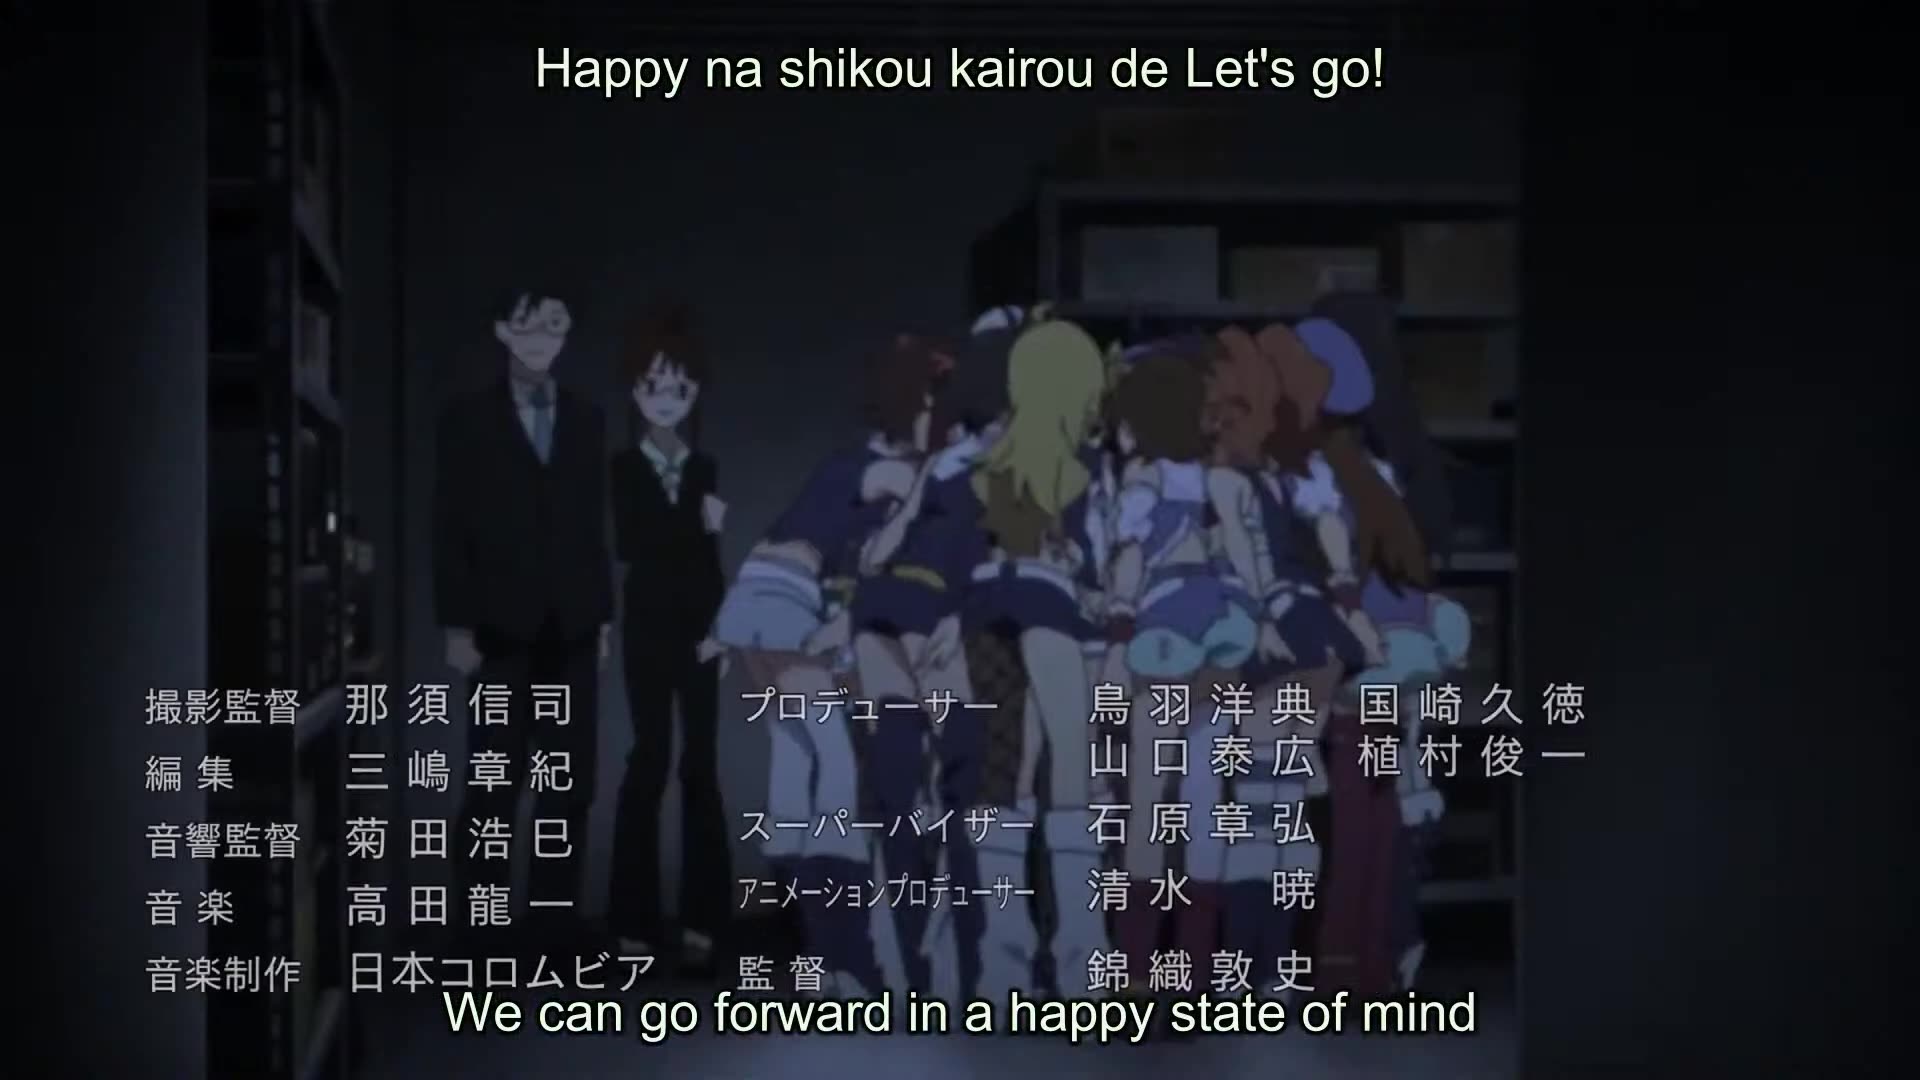 Happy na shikou kairou de Let's go!
撮影監督 那須信司
編集 三嶋章紀
音響監督 菊田浩巳
音楽 高田龍一
音楽制作 日本コロムビア
プロデューサー 鳥羽洋典 国崎久徳
山口泰広 植村俊一
スーパーバイザー 石原章弘
アニメーションプロデューサー 清水暁
監督 錦織敦史
We can go forward in a happy state of mind